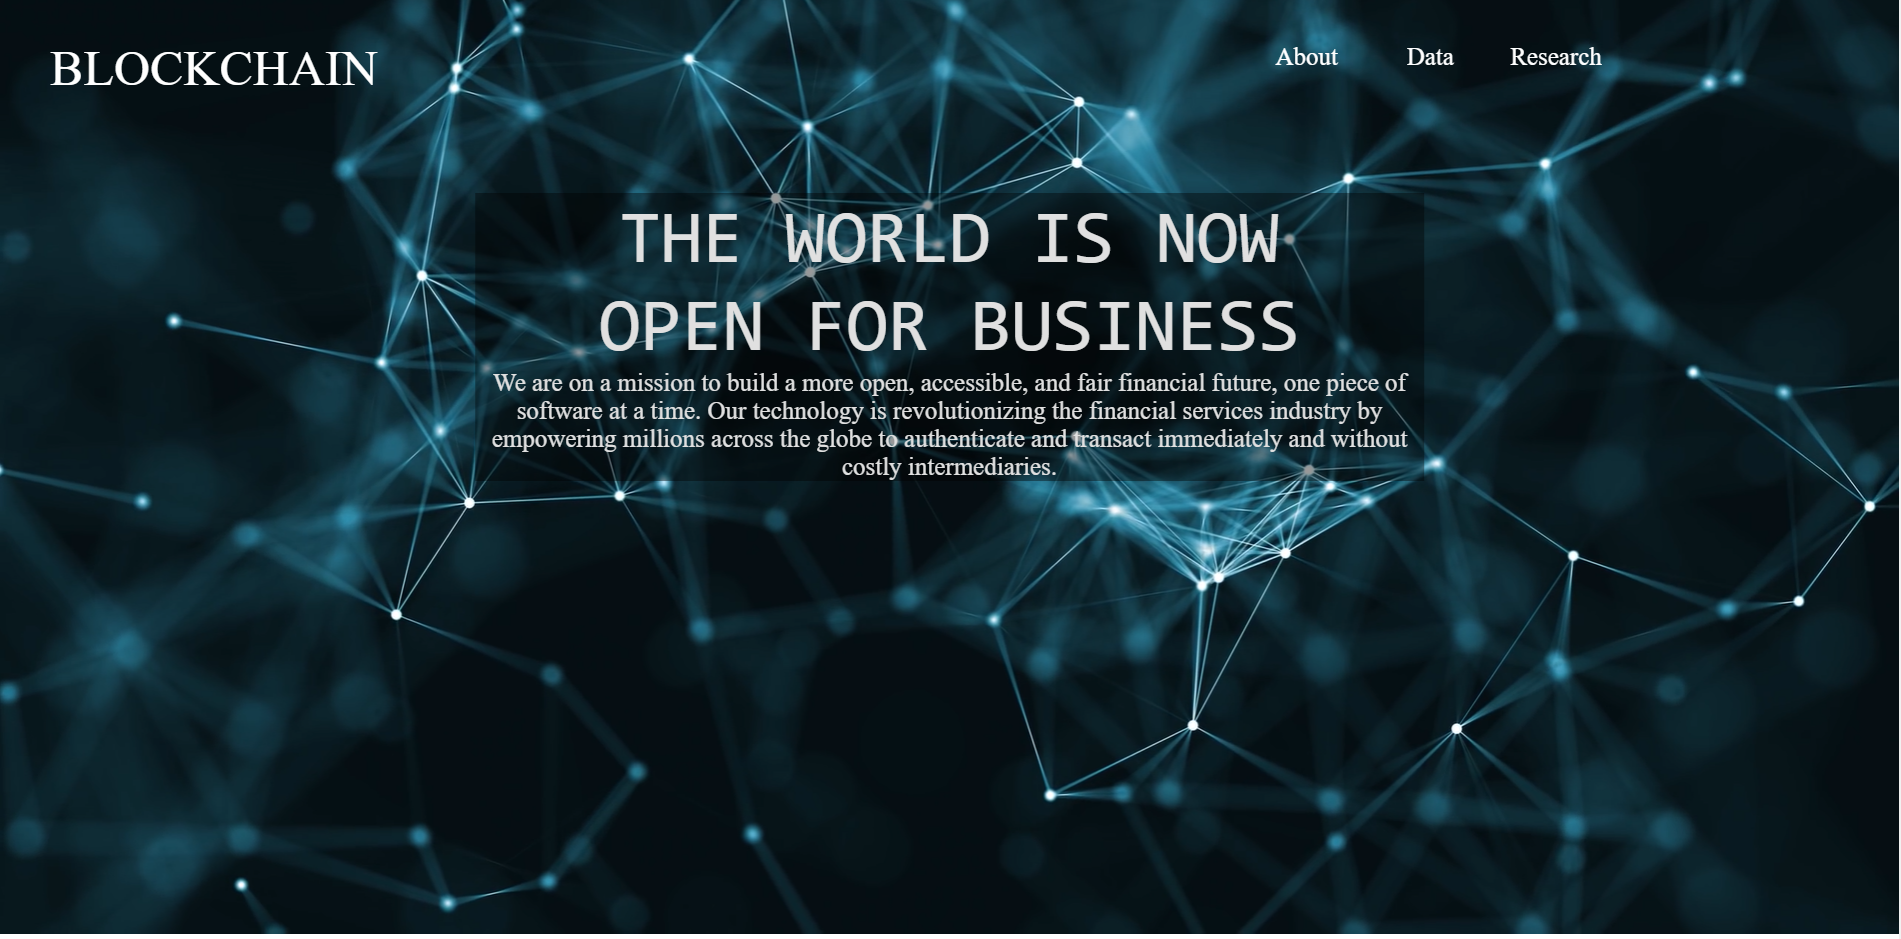 BLOCKCHAIN
About Data Research
THE WORLD IS NOW
OPEN FOR BUSINESS
We are on a mission to build a more open, accessible, and fair financial future, one piece of
software at a time. Our technology is revolutionizing the financial services industry by
empowering millions across the globe to authenticate and transact immediately and without
costly intermediaries.